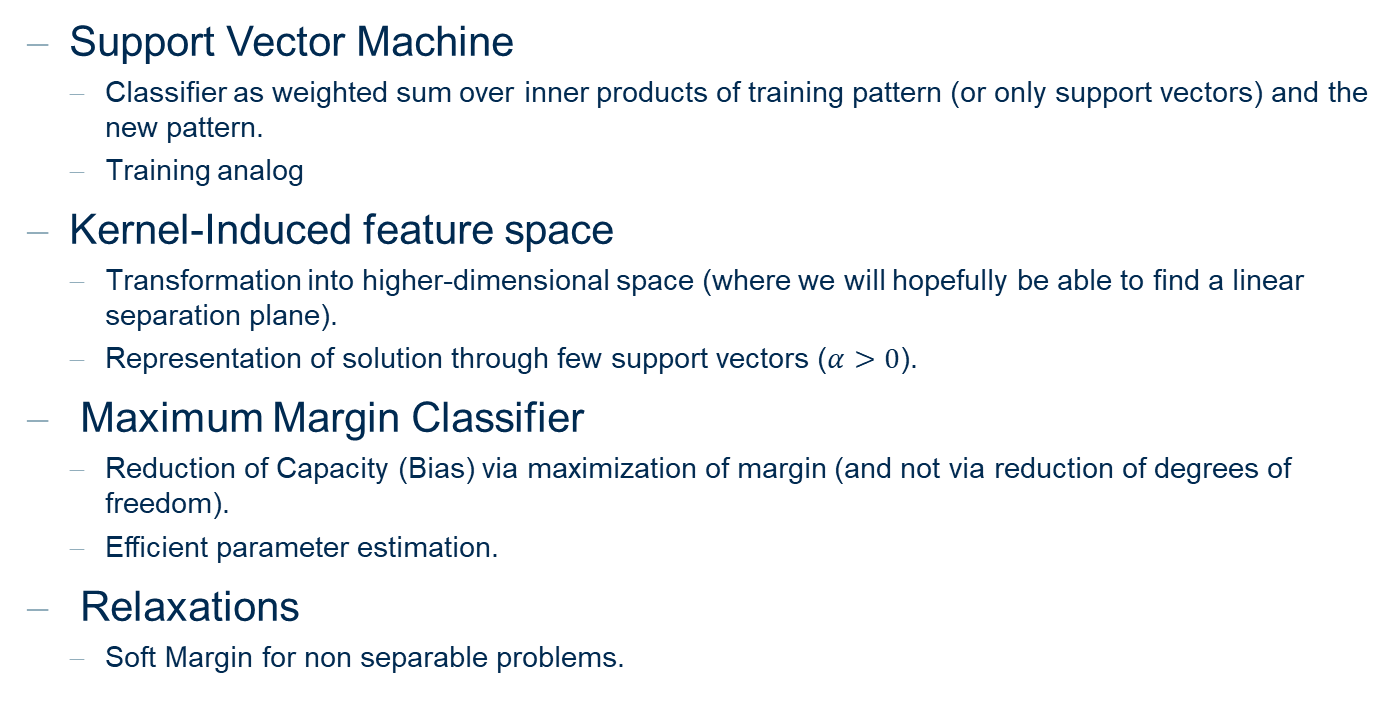 – Support Vector Machine
– Classifier as weighted sum over inner products of training pattern (or only support vectors) and the
new pattern.
– Training analog
– Kernel-Induced feature space
– Transformation into higher-dimensional space (where we will hopefully be able to find a linear
separation plane).
– Representation of solution through few support vectors (𝛼 > 0).
– Maximum Margin Classifier
– Reduction of Capacity (Bias) via maximization of margin (and not via reduction of degrees of
freedom).
– Efficient parameter estimation.
– Relaxations
– Soft Margin for non separable problems.